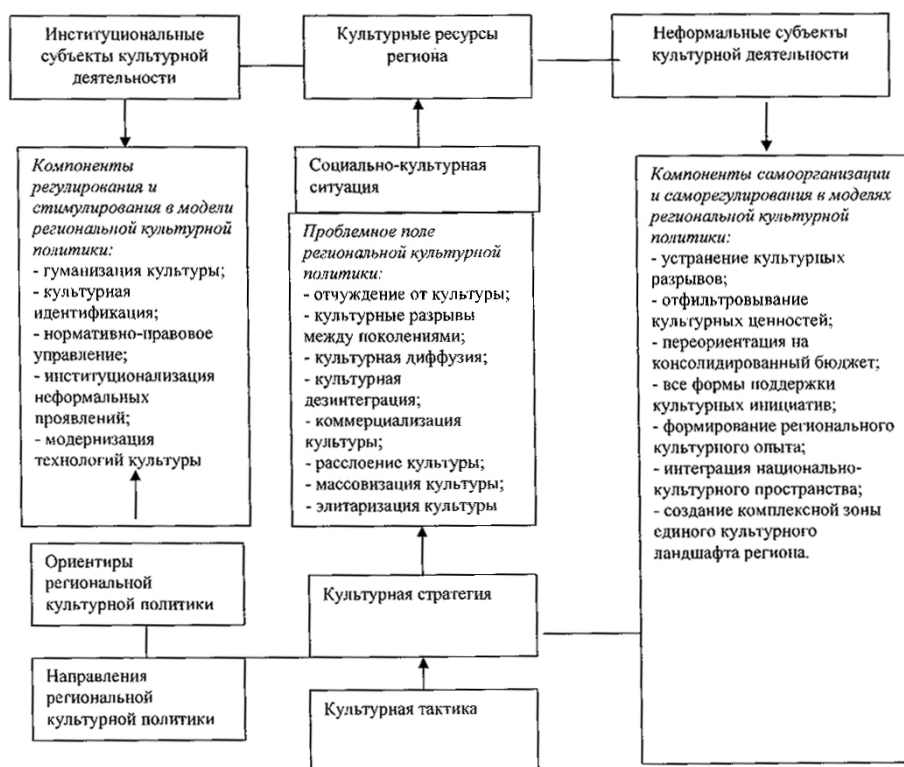 Институциональные
субъекты культурной
деятельности
Культурные ресурсы
региона
Неформальные субъекты
культурной деятельности
Компоненты
регулирования и
стимулирования в модели
региональной культурной
политики:
- гуманизация культуры;
- культурная
идентификация;
- нормативно-правовое
управление;
- институционализация
неформальных
проявлений;
- модернизация
технологий культуры
Социально-культурная
ситуация
Проблемное поле
региональной культурной
политики:
- отчуждение от культуры;
- культурные разрывы
между поколениями;
- культурная диффузия;
- культурная
дезинтеграция;
- коммерциализация
культуры;
- расслоение культуры;
- массовизация культуры;
- элитаризация культуры
Компоненты самоорганизации
и саморегулирования в моделях
региональной культурной
политики:
- устранение культурных
разрывов;
- отфильтровывание
культурных ценностей;
- переориентация на
консолидированный бюджет;
- все формы поддержки
культурных инициатив;
- формирование регионального
культурного опыта;
- интеграция национально-
культурного пространства;
- создание комплексной зоны
единого культурного
ландшафта региона.
Ориентиры
региональной
культурной политики
Культурная стратегия
Направления
региональной
культурной политики
Культурная тактика